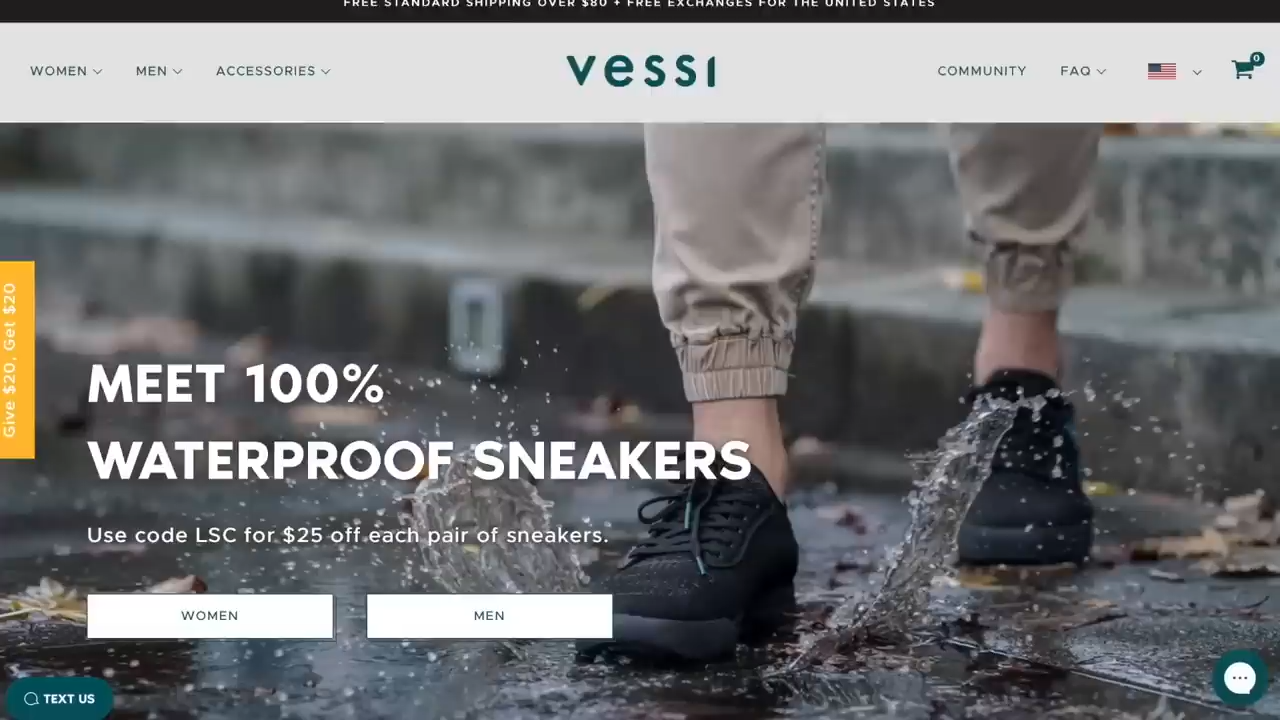 FREE STANDARD SHIPPING OVER $80 + FREE EXCHANGES FOR THE UNITED STATES
WOMEN MEN ACCESSORIES vessi COMMUNITY FAQ 0
Give $20, Get $20
MEET 100%
WATERPROOF SNEAKERS
Use code LSC for $25 off each pair of sneakers.
WOMEN MEN
TEXT US